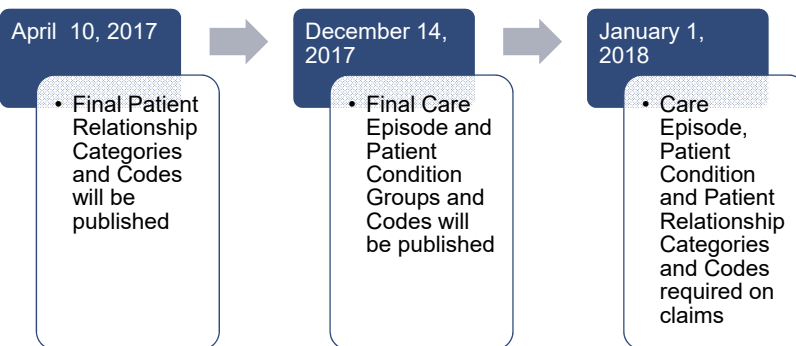 April 10, 2017
• Final Patient
Relationship
Categories
and Codes
will be
published
December 14,
2017
• Final Care
Episode and
Patient
Condition
Groups and
Codes will
be published
January 1,
2018
• Care
Episode,
Patient
Condition
and Patient
Relationship
Categories
and Codes
required on
claims